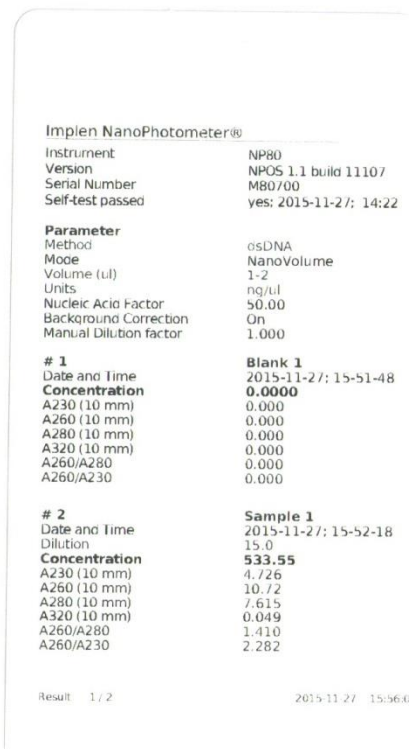 Implen NanoPhotometer®
Instrument NP80
Version NPOS 1.1 build 11107
Serial Number M80700
Self-test passed yes; 2015-11-27; 14:22
Parameter
Method dsDNA
Mode NanoVolume
Volume (ul) 1-2
Units ng/ul
Nucleic Acid Factor 50.00
Background Correction On
Manual Dilution factor 1.000
# 1 Blank 1
Date and Time 2015-11-27; 15-51-48
Concentration 0.0000
A230 (10 mm) 0.000
A260 (10 mm) 0.000
A280 (10 mm) 0.000
A320 (10 mm) 0.000
A260/A280 0.000
A260/A230 0.000
# 2 Sample 1
Date and Time 2015-11-27; 15-52-18
Dilution 15.0
Concentration 533.55
A230 (10 mm) 4.726
A260 (10 mm) 10.72
A280 (10 mm) 7.615
A320 (10 mm) 0.049
A260/A280 1.410
A260/A230 2.282
Result 1/2 2015-11-27